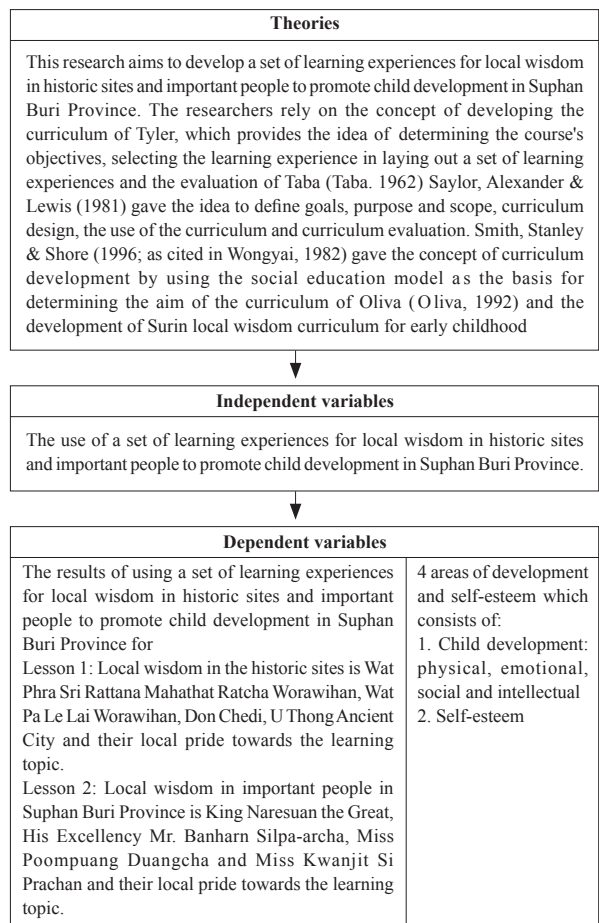 Theories
This research aims to develop a set of learning experiences for local wisdom
in historic sites and important people to promote child development in Suphan
Buri Province. The researchers rely on the concept of developing the
curriculum of Tyler, which provides the idea of determining the course's
objectives, selecting the learning experience in laying out a set of learning
experiences and the evaluation of Taba (Taba. 1962) Saylor, Alexander &
Lewis (1981) gave the idea to define goals, purpose and scope, curriculum
design, the use of the curriculum and curriculum evaluation. Smith, Stanley
& Shore (1996; as cited in Wongyai, 1982) gave the concept of curriculum
development by using the social education model as the basis for
determining the aim of the curriculum of Oliva (Oliva, 1992) and the
development of Surin local wisdom curriculum for early childhood
Independent variables
The use of a set of learning experiences for local wisdom in historic sites
and important people to promote child development in Suphan Buri Province.
Dependent variables
The results of using a set of learning experiences
for local wisdom in historic sites and important
people to promote child development in Suphan
Buri Province for
Lesson 1: Local wisdom in the historic sites is Wat
Phra Sri Rattana Mahathat Ratcha Worawihan, Wat
Pa Le Lai Worawihan, Don Chedi, U Thong Ancient
City and their local pride towards the learning
topic.
Lesson 2: Local wisdom in important people in
Suphan Buri Province is King Naresuan the Great,
His Excellency Mr. Banharn Silpa-archa, Miss
Poompuang Duangcha and Miss Kwanjit Si
Prachan and their local pride towards the learning
topic.
4 areas of development
and self-esteem which
consists of:
1. Child development:
physical, emotional,
social and intellectual
2. Self-esteem